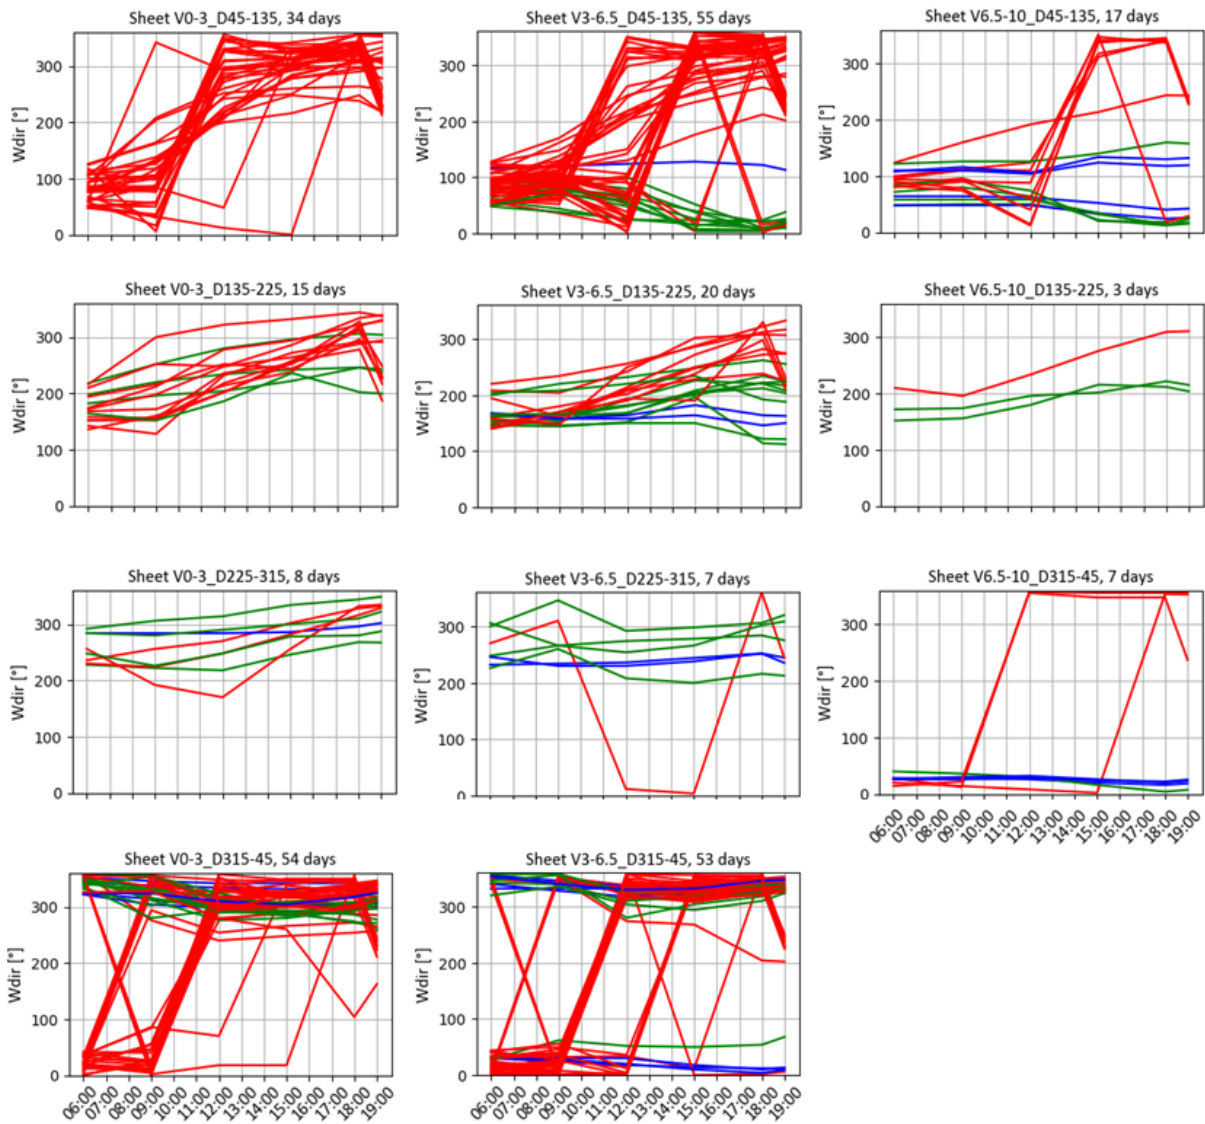 Sheet V0-3_D45-135, 34 days
Sheet V3-6.5_D45-135, 55 days
Sheet V6.5-10_D45-135, 17 days
Wdir [°]
300
200
100
0
Wdir [°]
300
200
100
0
Wdir [°]
300
200
100
0
Sheet V0-3_D135-225, 15 days
Sheet V3-6.5_D135-225, 20 days
Sheet V6.5-10_D135-225, 3 days
Wdir [°]
300
200
100
0
Wdir [°]
300
200
100
0
Wdir [°]
300
200
100
0
Sheet V0-3_D225-315, 8 days
Sheet V3-6.5_D225-315, 7 days
Sheet V6.5-10_D315-45, 7 days
Wdir [°]
300
200
100
0
Wdir [°]
300
200
100
0
Wdir [°]
300
200
100
0
06:00 07:00 08:00 09:00 10:00 11:00 12:00 13:00 14:00 15:00 17:00 18:00 19:00
Sheet V0-3_D315-45, 54 days
Sheet V3-6.5_D315-45, 53 days
Wdir [°]
300
200
100
0
Wdir [°]
300
200
100
0
06:00 07:00 08:00 09:00 10:00 11:00 12:00 13:00 14:00 15:00 17:00 18:00 19:00
06:00 07:00 08:00 09:00 10:00 11:00 12:00 13:00 14:00 15:00 17:00 18:00 19:00